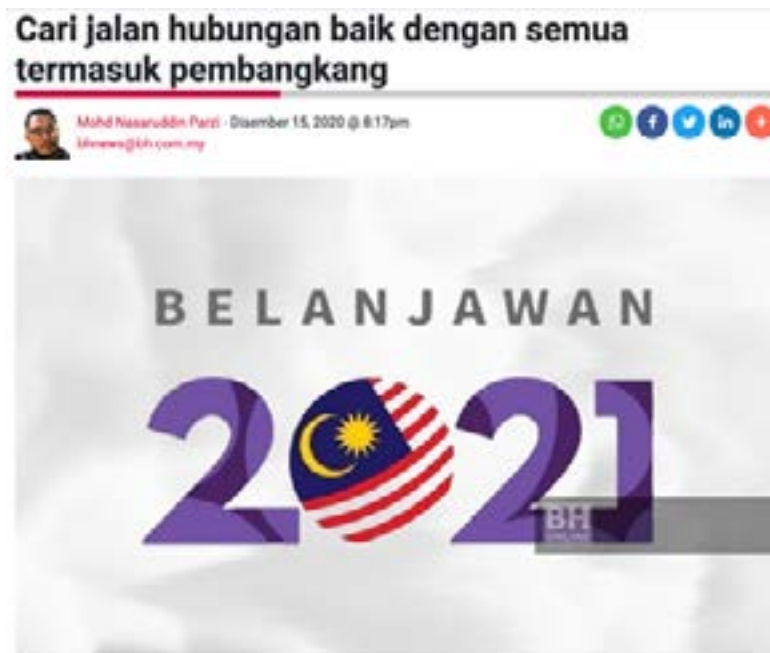 Cari jalan hubungan baik dengan semua
termasuk pembangkang
Mohd Nasaruddin Parzi - Disember 15, 2020 @ 8:17pm
bhnews@bh.com.my
BELANJAWAN
2021
BH
ONLINE